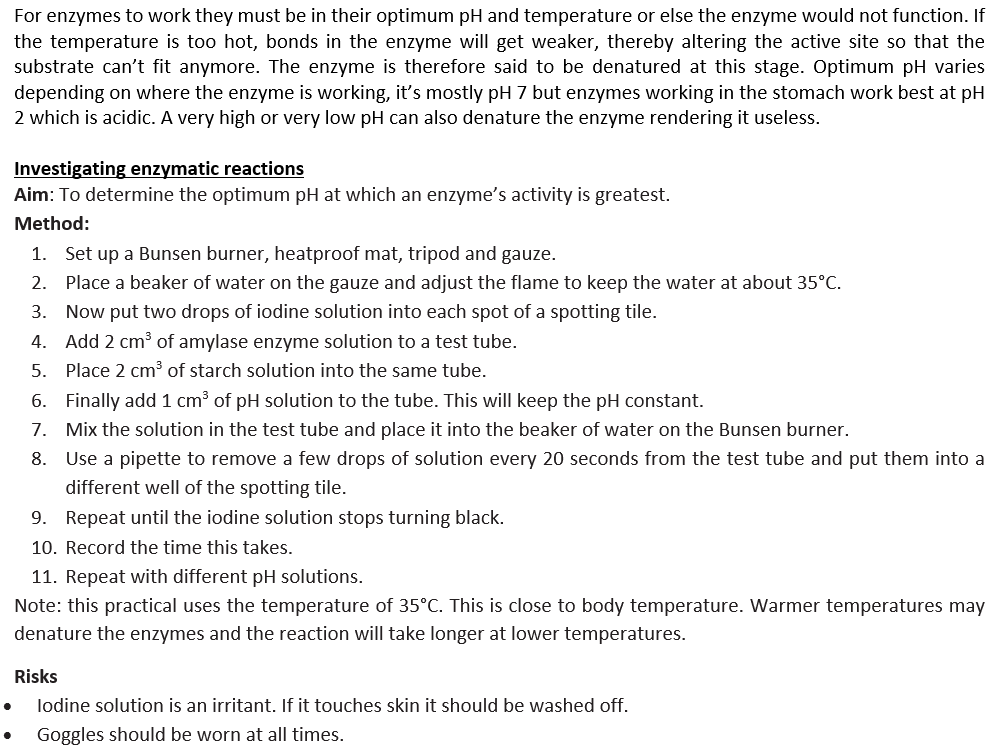 For enzymes to work they must be in their optimum pH and temperature or else the enzyme would not function. If
the temperature is too hot, bonds in the enzyme will get weaker, thereby altering the active site so that the
substrate can’t fit anymore. The enzyme is therefore said to be denatured at this stage. Optimum pH varies
depending on where the enzyme is working, it’s mostly pH 7 but enzymes working in the stomach work best at pH
2 which is acidic. A very high or very low pH can also denature the enzyme rendering it useless.
Investigating enzymatic reactions
Aim: To determine the optimum pH at which an enzyme’s activity is greatest.
Method:
1. Set up a Bunsen burner, heatproof mat, tripod and gauze.
2. Place a beaker of water on the gauze and adjust the flame to keep the water at about 35°C.
3. Now put two drops of iodine solution into each spot of a spotting tile.
4. Add 2 cm³ of amylase enzyme solution to a test tube.
5. Place 2 cm³ of starch solution into the same tube.
6. Finally add 1 cm³ of pH solution to the tube. This will keep the pH constant.
7. Mix the solution in the test tube and place it into the beaker of water on the Bunsen burner.
8. Use a pipette to remove a few drops of solution every 20 seconds from the test tube and put them into a
different well of the spotting tile.
9. Repeat until the iodine solution stops turning black.
10. Record the time this takes.
11. Repeat with different pH solutions.
Note: this practical uses the temperature of 35°C. This is close to body temperature. Warmer temperatures may
denature the enzymes and the reaction will take longer at lower temperatures.
Risks
• Iodine solution is an irritant. If it touches skin it should be washed off.
• Goggles should be worn at all times.